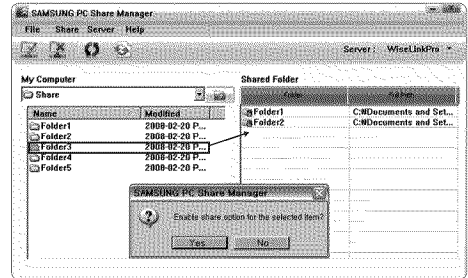 SAMSUNG PC Share Manager
File Share Server Help
Server : WiseLinkPro
My Computer
Shared Folder
Share
Name Modified
Folder1 2008-02-20 P...
Folder2 2008-02-20 P...
Folder3 2008-02-20 P...
Folder4 2008-02-20 P...
Folder5 2008-02-20 P...
Folder1 C:₩Documents and Set...
Folder2 C:₩Documents and Set...
SAMSUNG PC Share Manager
Enable share option for the selected item?
Yes No